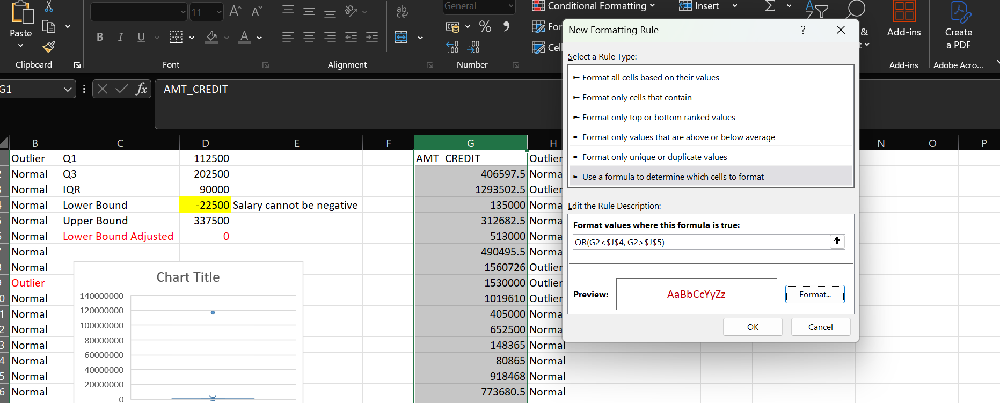 General
Conditional Formatting
Insert
11
Paste
B I U
ab
For
Cell
&
Add-ins
Create
a PDF
Clipboard
Font
Alignment
Number
Add-ins
Adobe Acro...
G1
fx
AMT_CREDIT
B C D E F G H N O P
Outlier Q1 112500 AMT_CREDIT Outlier
Normal Q3 202500 406597.5 Norma
Normal IQR 90000 1293502.5 Outlier
Normal Lower Bound -22500 Salary cannot be negative 135000 Norma
Normal Upper Bound 337500 312682.5 Norma
Normal Lower Bound Adjusted 0 513000 Norma
Normal 490495.5 Norma
Normal 1560726 Outlier
Outlier 1530000 Outlier
Normal 1019610 Outlier
Normal 405000 Norma
Normal 652500 Norma
Normal 148365 Normal
Normal 80865 Normal
Normal 918468 Normal
Normal 773680.5 Normal
Chart Title
140000000
120000000
100000000
80000000
60000000
40000000
20000000
0
New Formatting Rule
?
Select a Rule Type:
► Format all cells based on their values
► Format only cells that contain
► Format only top or bottom ranked values
► Format only values that are above or below average
► Format only unique or duplicate values
► Use a formula to determine which cells to format
Edit the Rule Description:
Format values where this formula is true:
OR(G2<$J$4, G2>$J$5)
Preview:
AaBbCcYyZz
Format...
OK
Cancel